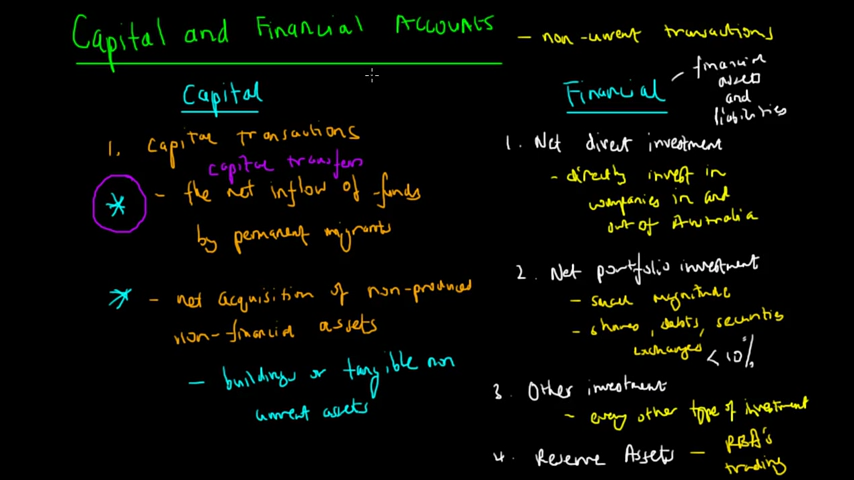 Capital and Financial Accounts
Capital
1. Capital transactions
capital transfers
* - the net inflow of funds
by permanent migrants
* - net acquisition of non-produced
non-financial assets
- buildings or tangible non
current assets
- non-current transactions
Financial - financial
assets
and
liabilities
1. Net direct investment
- directly invest in
companies in and
out of Australia
2. Net portfolio investment
- small magnitude
- shares, debts, securities
exchanges < 10%
3. Other investment
- every other type of investment
4. Reserve Assets - RBA's
trading